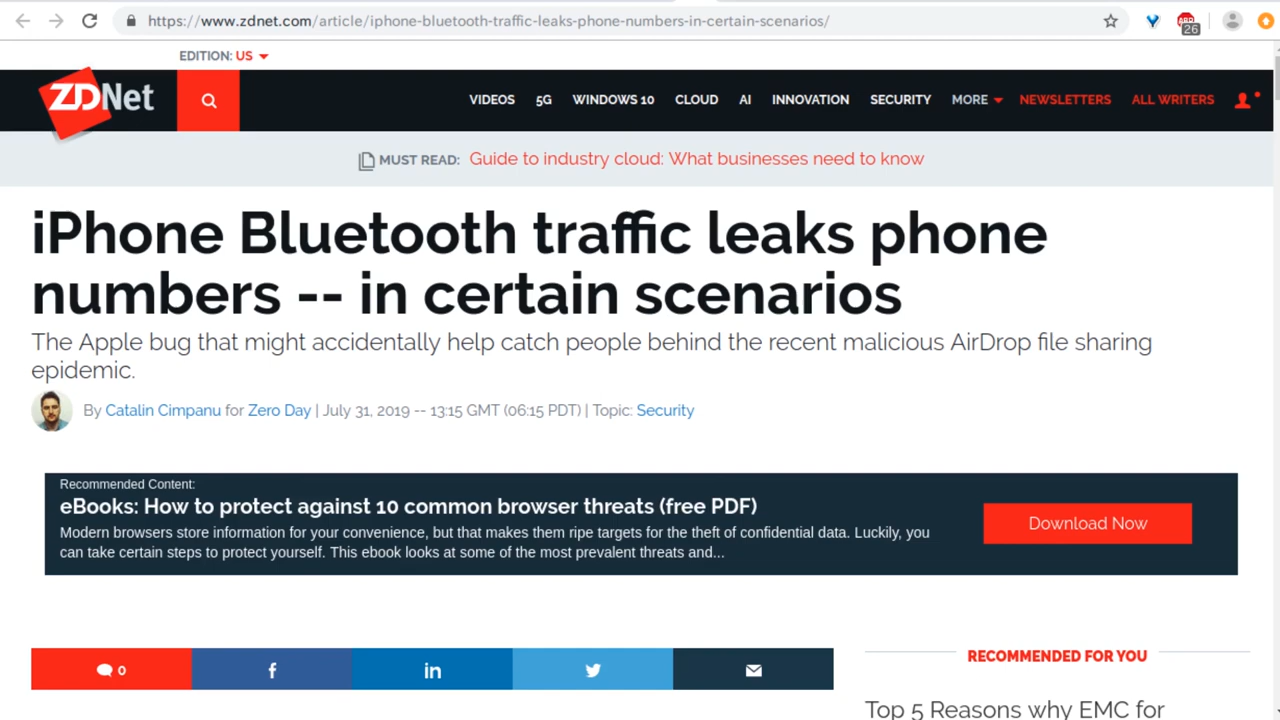 https://www.zdnet.com/article/iphone-bluetooth-traffic-leaks-phone-numbers-in-certain-scenarios/
26
EDITION: US
ZDNet
VIDEOS 5G WINDOWS 10 CLOUD AI INNOVATION SECURITY MORE NEWSLETTERS ALL WRITERS
MUST READ: Guide to industry cloud: What businesses need to know
iPhone Bluetooth traffic leaks phone
numbers -- in certain scenarios
The Apple bug that might accidentally help catch people behind the recent malicious AirDrop file sharing
epidemic.
By Catalin Cimpanu for Zero Day | July 31, 2019 -- 13:15 GMT (06:15 PDT) | Topic: Security
Recommended Content:
eBooks: How to protect against 10 common browser threats (free PDF)
Modern browsers store information for your convenience, but that makes them ripe targets for the theft of confidential data. Luckily, you
can take certain steps to protect yourself. This ebook looks at some of the most prevalent threats and...
Download Now
0
f
in
RECOMMENDED FOR YOU
Top 5 Reasons why EMC for